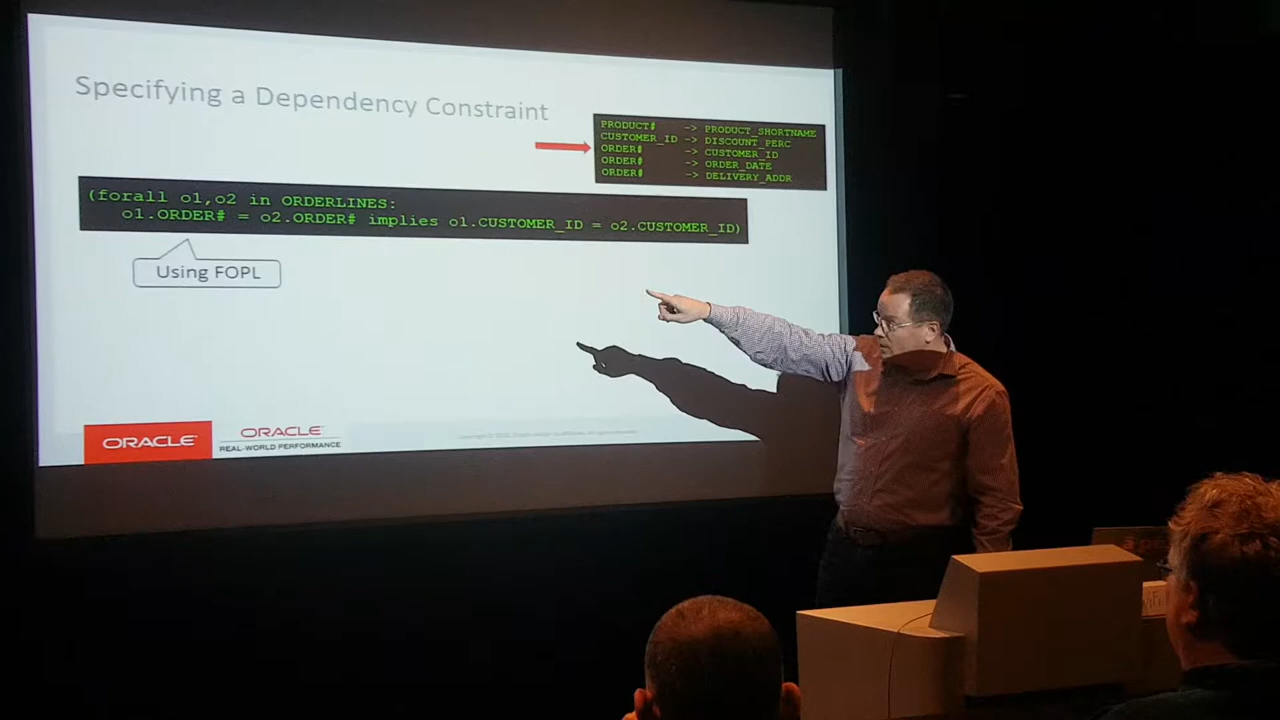 Specifying a Dependency Constraint
PRODUCT# -> PRODUCT_SHORTNAME
CUSTOMER_ID -> DISCOUNT_PERC
ORDER# -> CUSTOMER_ID
ORDER# -> ORDER_DATE
ORDER# -> DELIVERY_ADDR
(forall o1,o2 in ORDERLINES:
o1.ORDER# = o2.ORDER# implies o1.CUSTOMER_ID = o2.CUSTOMER_ID)
Using FOPL
ORACLE
ORACLE
REAL-WORLD PERFORMANCE